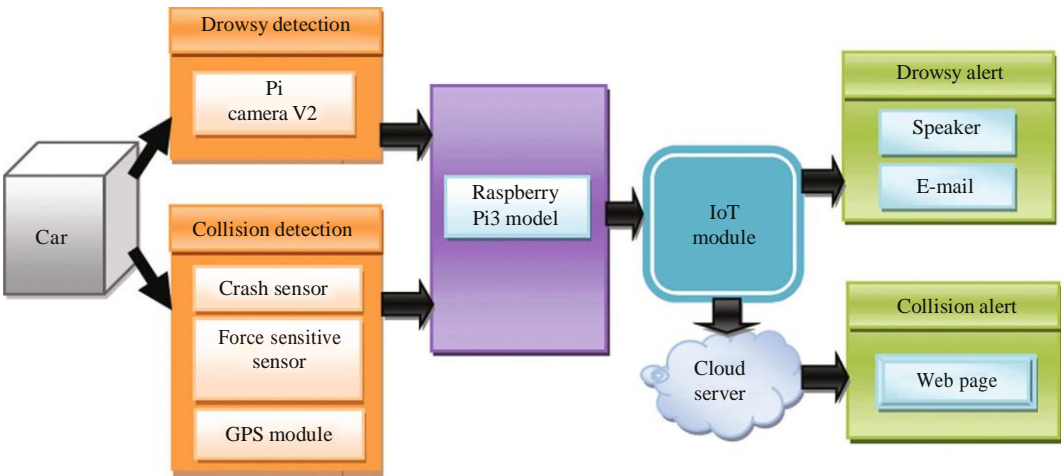 Car
Drowsy detection
Pi
camera V2
Collision detection
Crash sensor
Force sensitive
sensor
GPS module
Raspberry
Pi3 model
IoT
module
Cloud
server
Drowsy alert
Speaker
E-mail
Collision alert
Web page